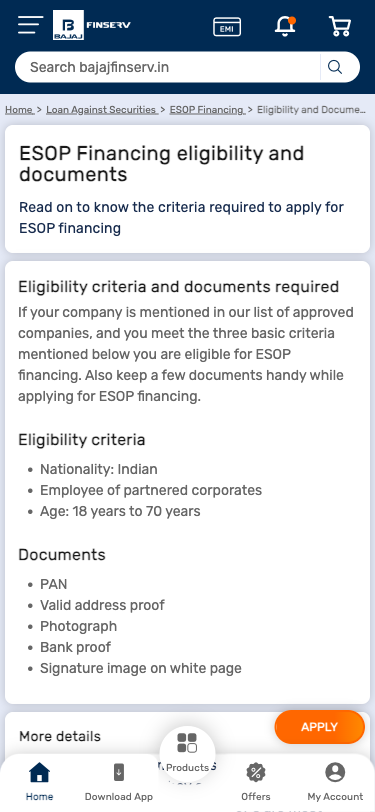 BAJAJ FINSERV
EMI
Search bajajfinserv.in
Home > Loan Against Securities > ESOP Financing > Eligibility and Docume...
ESOP Financing eligibility and
documents
Read on to know the criteria required to apply for
ESOP financing
Eligibility criteria and documents required
If your company is mentioned in our list of approved
companies, and you meet the three basic criteria
mentioned below you are eligible for ESOP
financing. Also keep a few documents handy while
applying for ESOP financing.
Eligibility criteria
• Nationality: Indian
• Employee of partnered corporates
• Age: 18 years to 70 years
Documents
• PAN
• Valid address proof
• Photograph
• Bank proof
• Signature image on white page
APPLY
More details
Products
Home
Download App
Offers
My Account